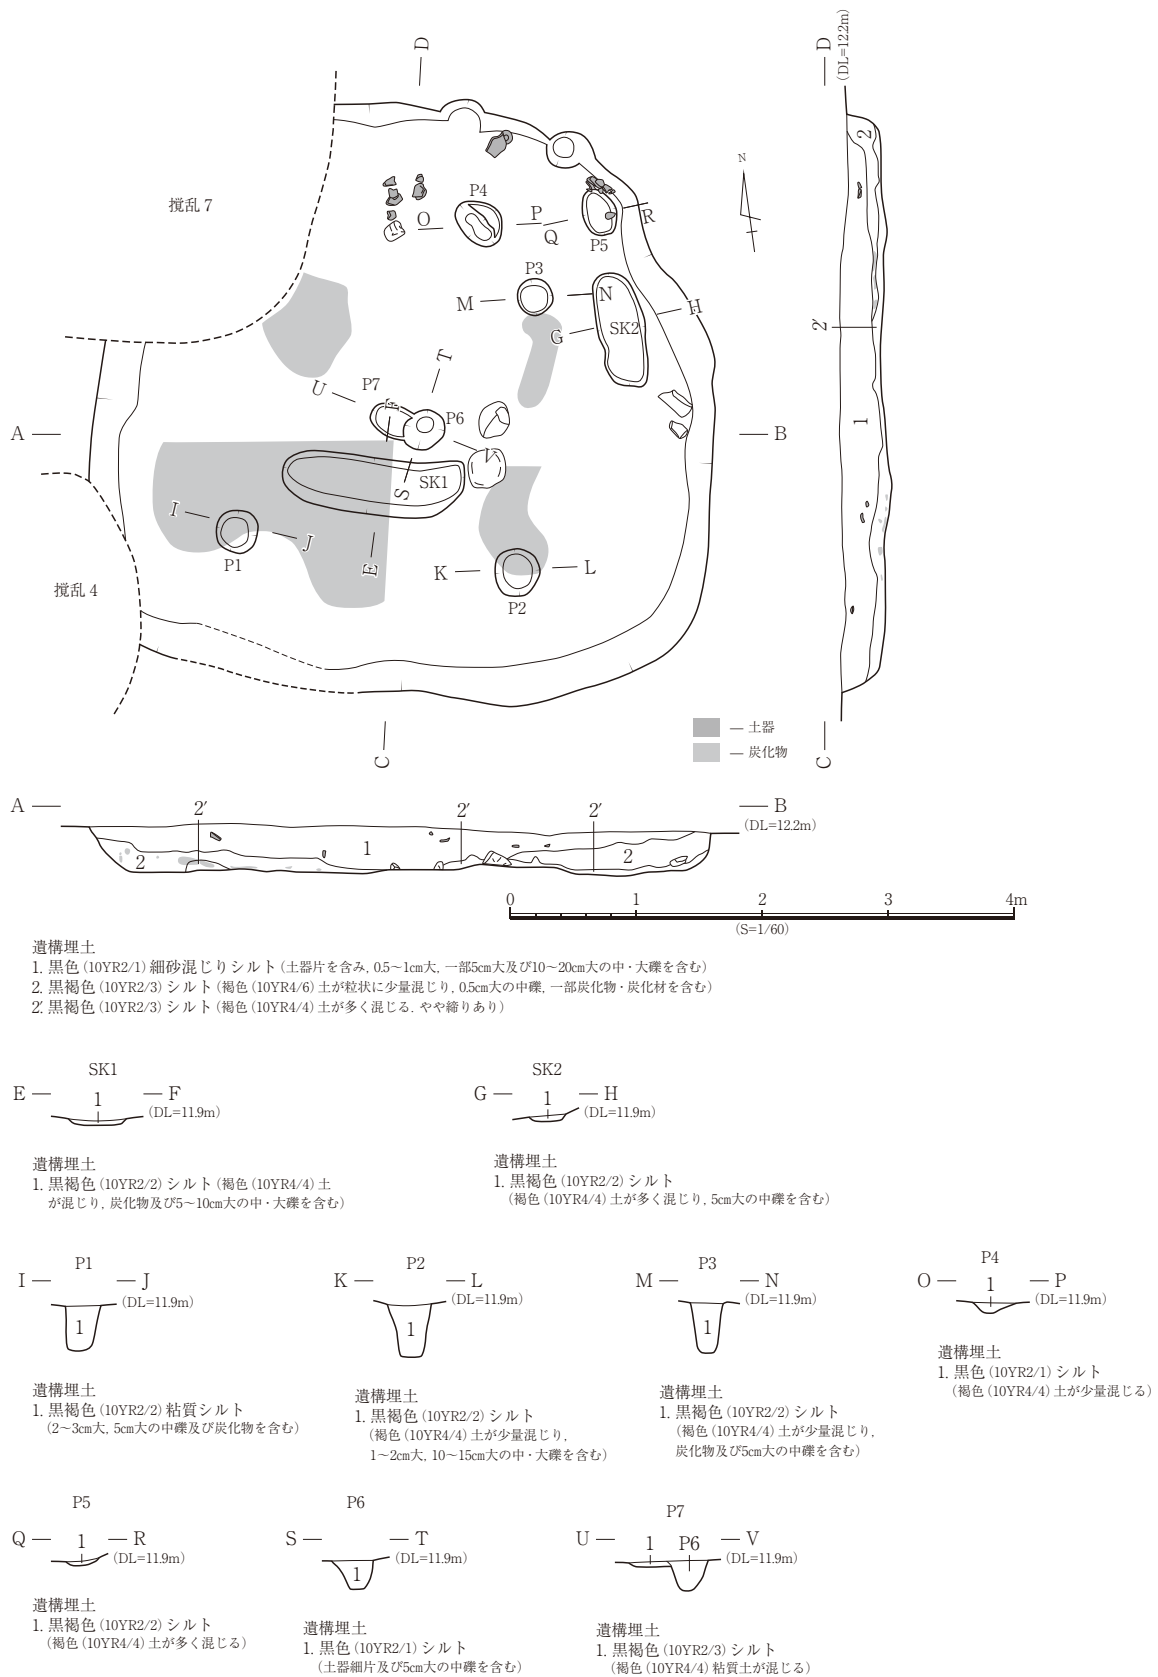 D
D
(DL=12.2m)
N
撹乱 7
P4
O
P
Q
R
P5
2
P3
M
N
G
SK2
H
2′
T
U
P7
F
P6
A
B
V
1
S
SK1
I
J
P1
E
K
L
P2
撹乱 4
C
C
土器
炭化物
A
2′
2′
2′
B
(DL=12.2m)
2
1
2
0
1
2
3
4m
(S=1/60)
遺構埋土
1. 黒色 (10YR2/1) 細砂混じりシルト (土器片を含み, 0.5〜1㎝大, 一部5㎝大及び10〜20㎝大の中・大礫を含む)
2. 黒褐色 (10YR2/3) シルト (褐色 (10YR4/6) 土が粒状に少量混じり, 0.5㎝大の中礫, 一部炭化物・炭化材を含む)
2′. 黒褐色 (10YR2/3) シルト (褐色 (10YR4/4) 土が多く混じる. やや締りあり)
SK1
E
1
F
(DL=11.9m)
遺構埋土
1. 黒褐色 (10YR2/2) シルト (褐色 (10YR4/4) 土
が混じり, 炭化物及び5〜10㎝大の中・大礫を含む)
SK2
G
1
H
(DL=11.9m)
遺構埋土
1. 黒褐色 (10YR2/2) シルト
(褐色 (10YR4/4) 土が多く混じり, 5㎝大の中礫を含む)
P1
I
J
(DL=11.9m)
1
遺構埋土
1. 黒褐色 (10YR2/2) 粘質シルト
(2〜3㎝大, 5㎝大の中礫及び炭化物を含む)
P2
K
L
(DL=11.9m)
1
遺構埋土
1. 黒褐色 (10YR2/2) シルト
(褐色 (10YR4/4) 土が少量混じり,
1〜2㎝大, 10〜15㎝大の中・大礫を含む)
P3
M
N
(DL=11.9m)
1
遺構埋土
1. 黒褐色 (10YR2/2) シルト
(褐色 (10YR4/4) 土が少量混じり,
炭化物及び5㎝大の中礫を含む)
P4
O
1
P
(DL=11.9m)
遺構埋土
1. 黒色 (10YR2/1) シルト
(褐色 (10YR4/4) 土が少量混じる)
P5
Q
1
R
(DL=11.9m)
遺構埋土
1. 黒褐色 (10YR2/2) シルト
(褐色 (10YR4/4) 土が多く混じる)
P6
S
T
(DL=11.9m)
1
遺構埋土
1. 黒色 (10YR2/1) シルト
(土器細片及び5㎝大の中礫を含む)
P7
U
1
P6
V
(DL=11.9m)
遺構埋土
1. 黒褐色 (10YR2/3) シルト
(褐色 (10YR4/4) 粘質土が混じる)